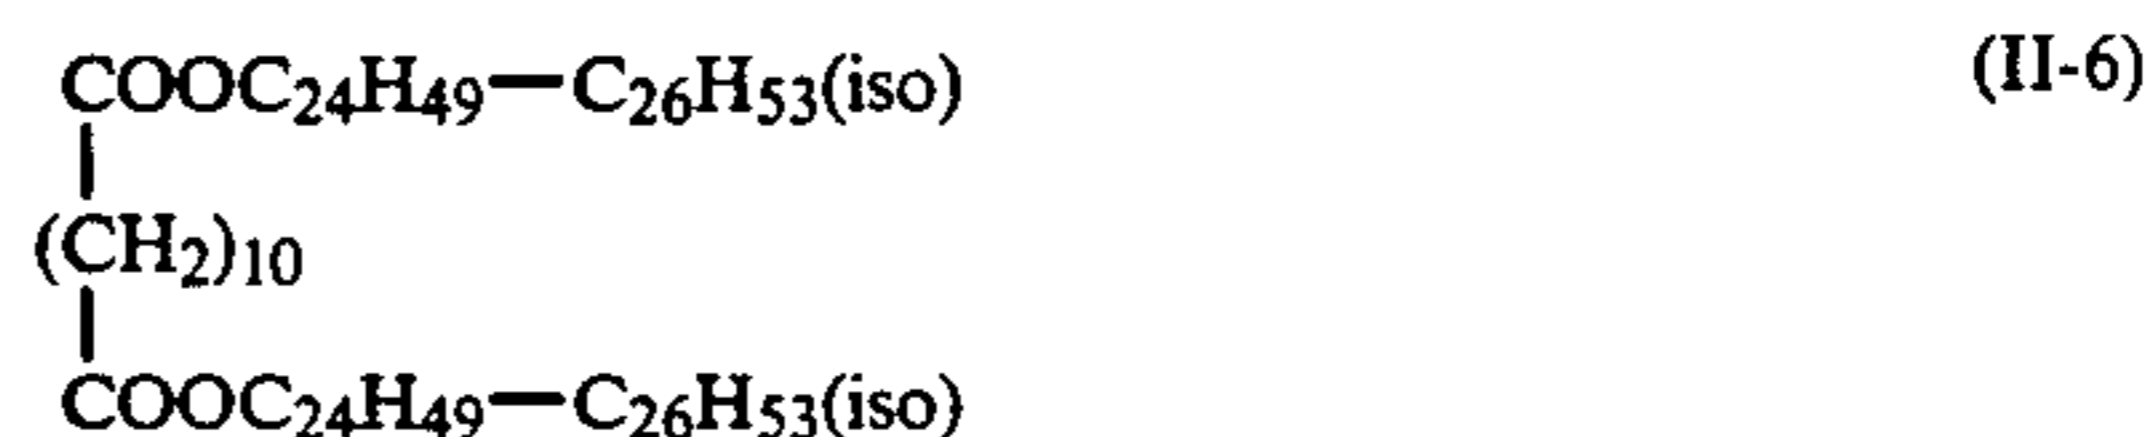 COOC24H49—C26H53(iso) (II-6)
(CH2)10
COOC24H49—C26H53(iso)